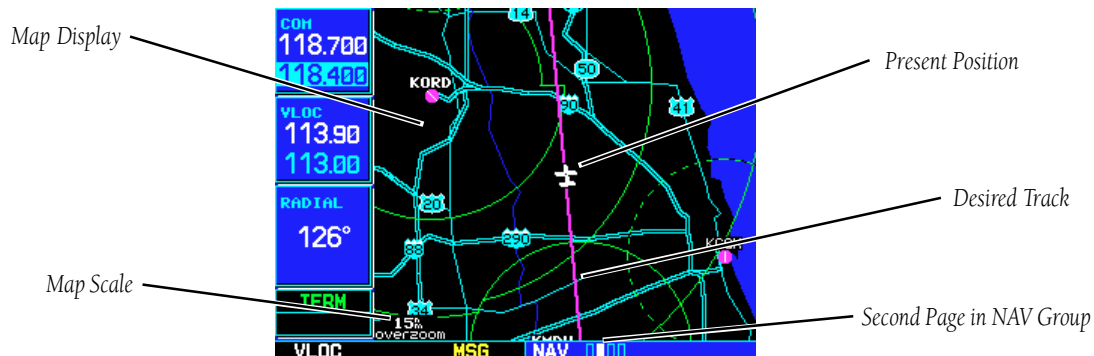 Map Display
COM
118.700
118.400
VLOC
113.90
113.00
RADIAL
126°
TERM
Map Scale
KORD
14
50
90
41
20
290
88
34
15
overzoom
VLOC
MSG
NAV
Present Position
Desired Track
Second Page in NAV Group